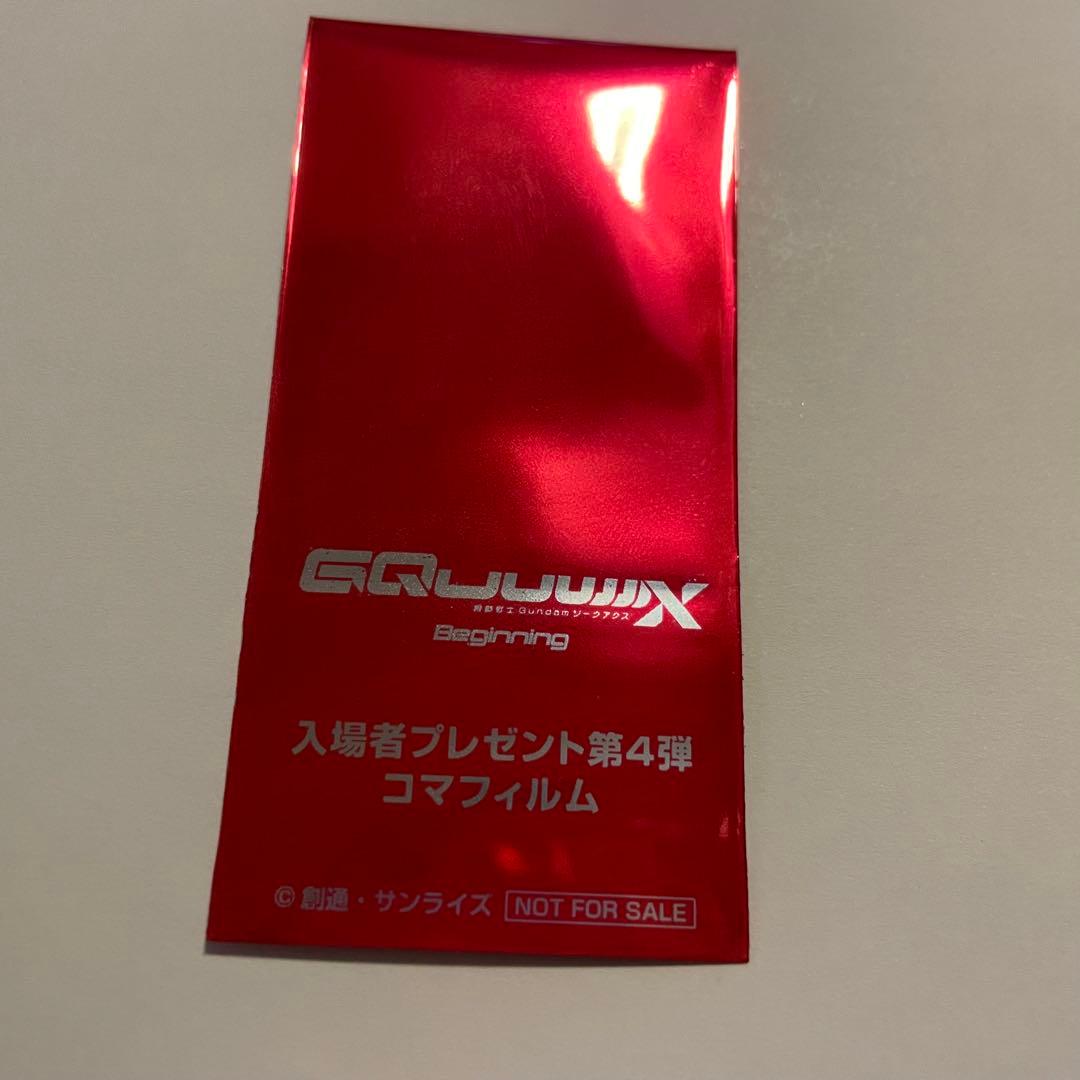 GQuuuuuuX
機動戦士Gundamジークアクス
Beginning
入場者プレゼント第4弾
コマフィルム
© 創通・サンライズ NOT FOR SALE